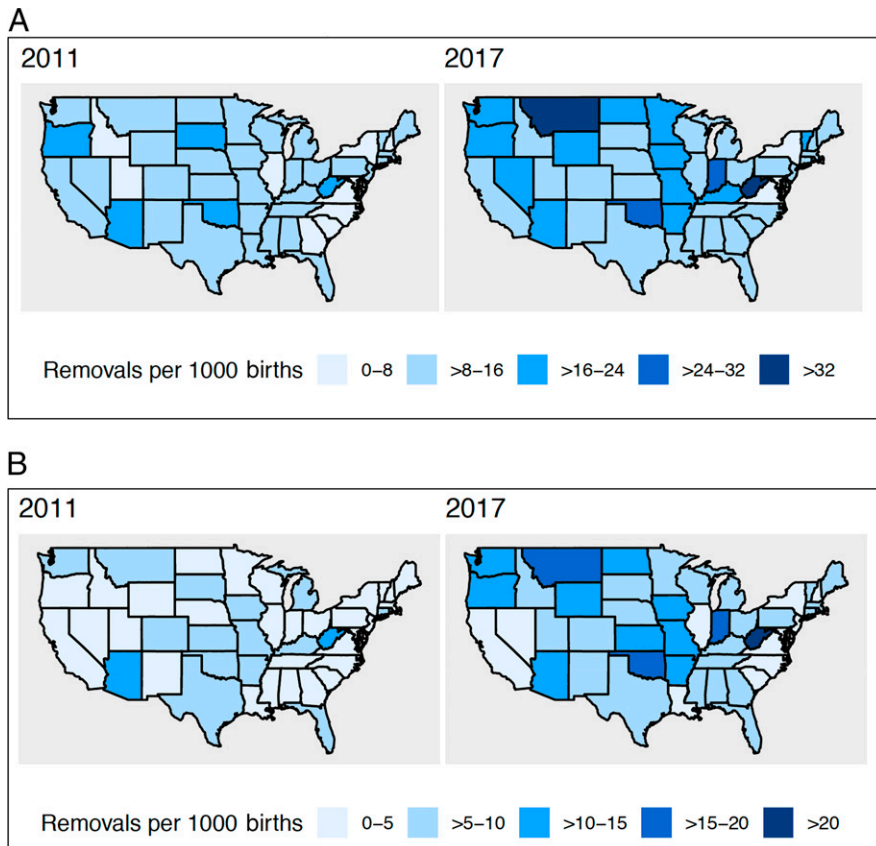 A
2011 2017
Removals per 1000 births 0–8 >8–16 >16–24 >24–32 >32
B
2011 2017
Removals per 1000 births 0–5 >5–10 >10–15 >15–20 >20